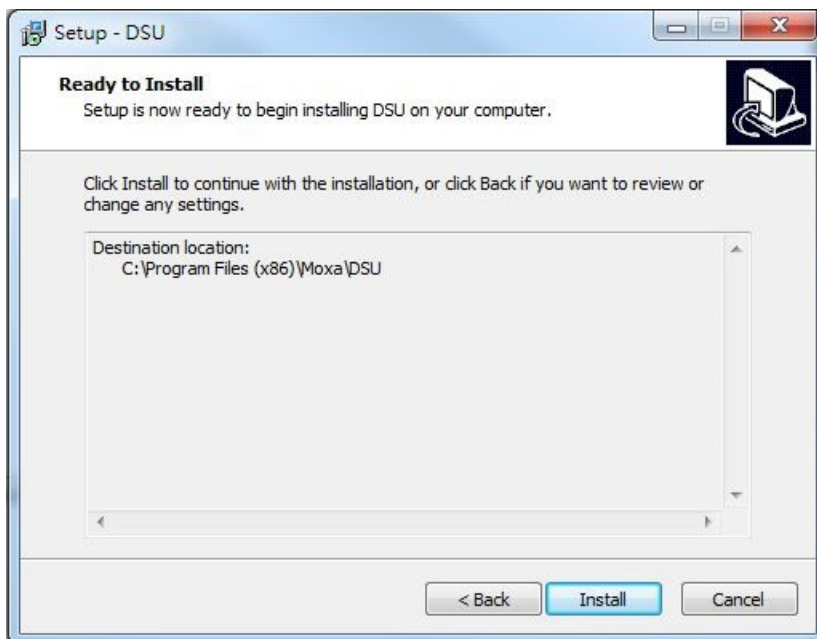 Setup - DSU
Ready to Install
Setup is now ready to begin installing DSU on your computer.
Click Install to continue with the installation, or click Back if you want to review or
change any settings.
Destination location:
C:\Program Files (x86)\Moxa\DSU
< Back
Install
Cancel